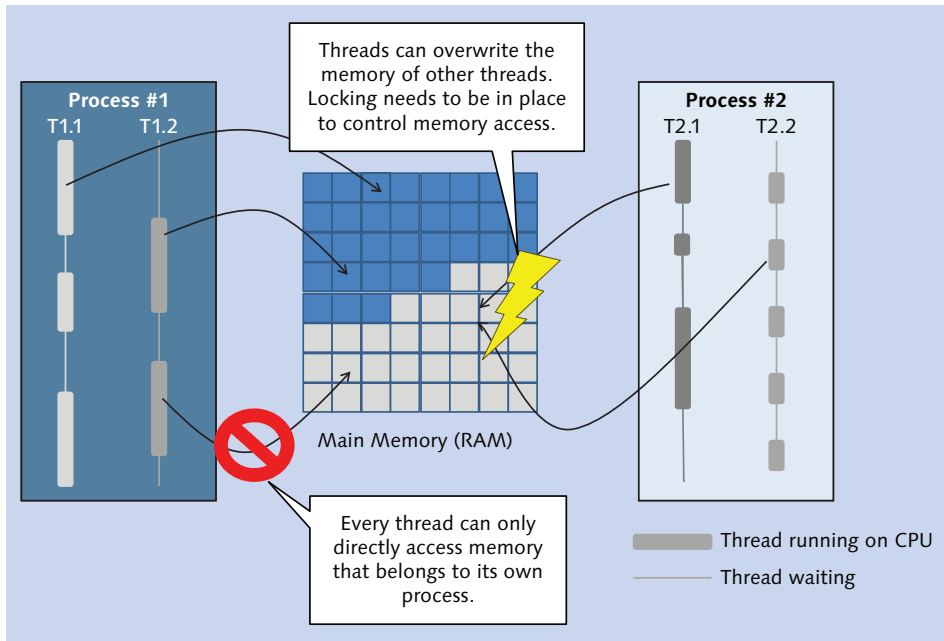 Threads can overwrite the
memory of other threads.
Locking needs to be in place
to control memory access.
Process #1
T1.1
T1.2
Process #2
T2.1
T2.2
Main Memory (RAM)
Every thread can only
directly access memory
that belongs to its own
process.
Thread running on CPU
Thread waiting